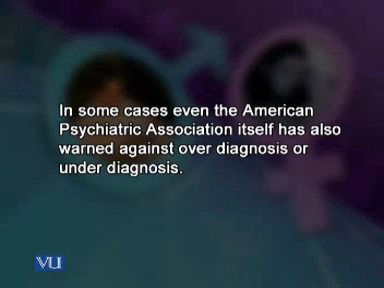 In some cases even the American
Psychiatric Association itself has also
warned against over diagnosis or
under diagnosis.
VU